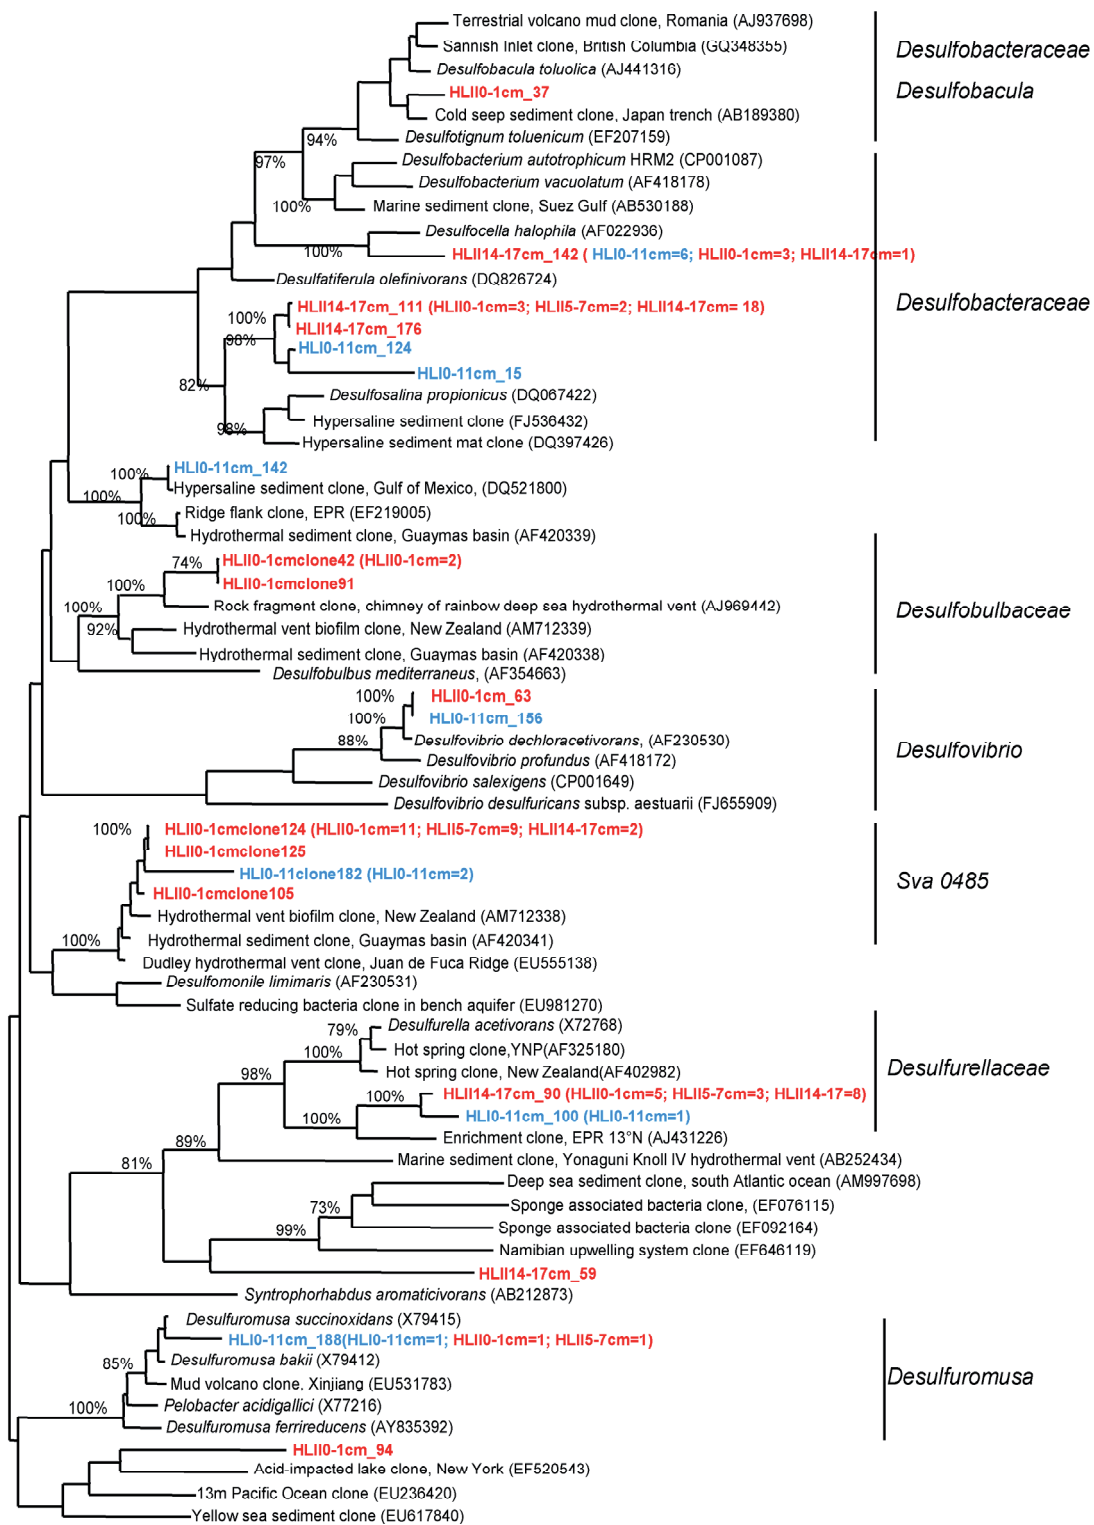 Terrestrial volcano mud clone, Romania (AJ937698)
Sannish Inlet clone, British Columbia (GQ348355)
Desulfobacteraceae
Desulfobacula toluolica (AJ441316)
HLII0-1cm_37
Desulfobacula
Cold seep sediment clone, Japan trench (AB189380)
94%
Desulfotignum toluenicum (EF207159)
97%
Desulfobacterium autotrophicum HRM2 (CP001087)
Desulfobacterium vacuolatum (AF418178)
100%
Marine sediment clone, Suez Gulf (AB530188)
Desulfocella halophila (AF022936)
100%
HLII14-17cm_142 ( HLI0-11cm=6; HLII0-1cm=3; HLII14-17cm=1)
Desulfatiferula olefinivorans (DQ826724)
Desulfobacteraceae
HLII14-17cm_111 (HLII0-1cm=3; HLII5-7cm=2; HLII14-17cm= 18)
100%
HLII14-17cm_176
98%
HLI0-11cm_124
HLI0-11cm_15
82%
Desulfosalina propionicus (DQ067422)
Hypersaline sediment clone (FJ536432)
98%
Hypersaline sediment mat clone (DQ397426)
HLI0-11cm_142
100%
Hypersaline sediment clone, Gulf of Mexico, (DQ521800)
100%
Ridge flank clone, EPR (EF219005)
100%
Hydrothermal sediment clone, Guaymas basin (AF420339)
HLII0-1cmclone42 (HLII0-1cm=2)
74%
HLII0-1cmclone91
100%
Rock fragment clone, chimney of rainbow deep sea hydrothermal vent (AJ969442)
100%
Desulfobulbaceae
92%
Hydrothermal vent biofilm clone, New Zealand (AM712339)
Hydrothermal sediment clone, Guaymas basin (AF420338)
Desulfobulbus mediterraneus, (AF354663)
100%
HLII0-1cm_63
100%
HLI0-11cm_156
88%
Desulfovibrio dechloracetivorans, (AF230530)
Desulfovibrio
Desulfovibrio profundus (AF418172)
Desulfovibrio salexigens (CP001649)
Desulfovibrio desulfuricans subsp. aestuarii (FJ655909)
100%
HLII0-1cmclone124 (HLII0-1cm=11; HLII5-7cm=9; HLII14-17cm=2)
HLII0-1cmclone125
HLI0-11clone182 (HLI0-11cm=2)
Sva 0485
HLII0-1cmclone105
Hydrothermal vent biofilm clone, New Zealand (AM712338)
100%
Hydrothermal sediment clone, Guaymas basin (AF420341)
Dudley hydrothermal vent clone, Juan de Fuca Ridge (EU555138)
Desulfomonile limimaris (AF230531)
Sulfate reducing bacteria clone in bench aquifer (EU981270)
79%
Desulfurella acetivorans (X72768)
100%
Hot spring clone,YNP(AF325180)
98%
Hot spring clone, New Zealand(AF402982)
Desulfurellaceae
100%
HLII14-17cm_90 (HLII0-1cm=5; HLII5-7cm=3; HLII14-17=8)
100%
HLI0-11cm_100 (HLI0-11cm=1)
Enrichment clone, EPR 13°N (AJ431226)
89%
81%
Marine sediment clone, Yonaguni Knoll IV hydrothermal vent (AB252434)
Deep sea sediment clone, south Atlantic ocean (AM997698)
73%
Sponge associated bacteria clone, (EF076115)
99%
Sponge associated bacteria clone (EF092164)
Namibian upwelling system clone (EF646119)
HLII14-17cm_59
Syntrophorhabdus aromaticivorans (AB212873)
Desulfuromusa succinoxidans (X79415)
HLI0-11cm_188(HLI0-11cm=1; HLII0-1cm=1; HLII5-7cm=1)
85%
Desulfuromusa bakii (X79412)
Desulfuromusa
Mud volcano clone, Xinjiang (EU531783)
100%
Pelobacter acidigallici (X77216)
Desulfuromusa ferrireducens (AY835392)
HLII0-1cm_94
Acid-impacted lake clone, New York (EF520543)
13m Pacific Ocean clone (EU236420)
Yellow sea sediment clone (EU617840)